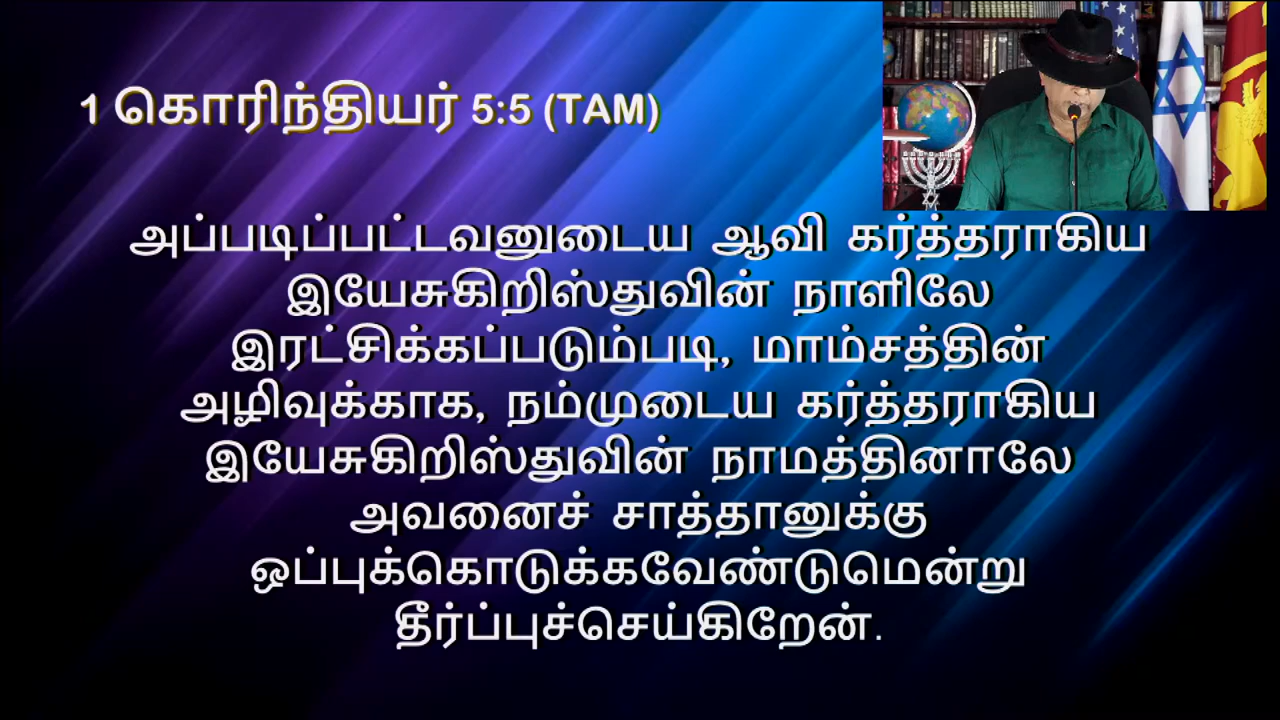 1 கொரிந்தியர் 5:5 (TAM)
அப்படிப்பட்டவனுடைய ஆவி கர்த்தராகிய
இயேசுகிறிஸ்துவின் நாளிலே
இரட்சிக்கப்படும்படி, மாம்சத்தின்
அழிவுக்காக, நம்முடைய கர்த்தராகிய
இயேசுகிறிஸ்துவின் நாமத்தினாலே
அவனைச் சாத்தானுக்கு
ஒப்புக்கொடுக்கவேண்டுமென்று
தீர்ப்புச்செய்கிறேன்.